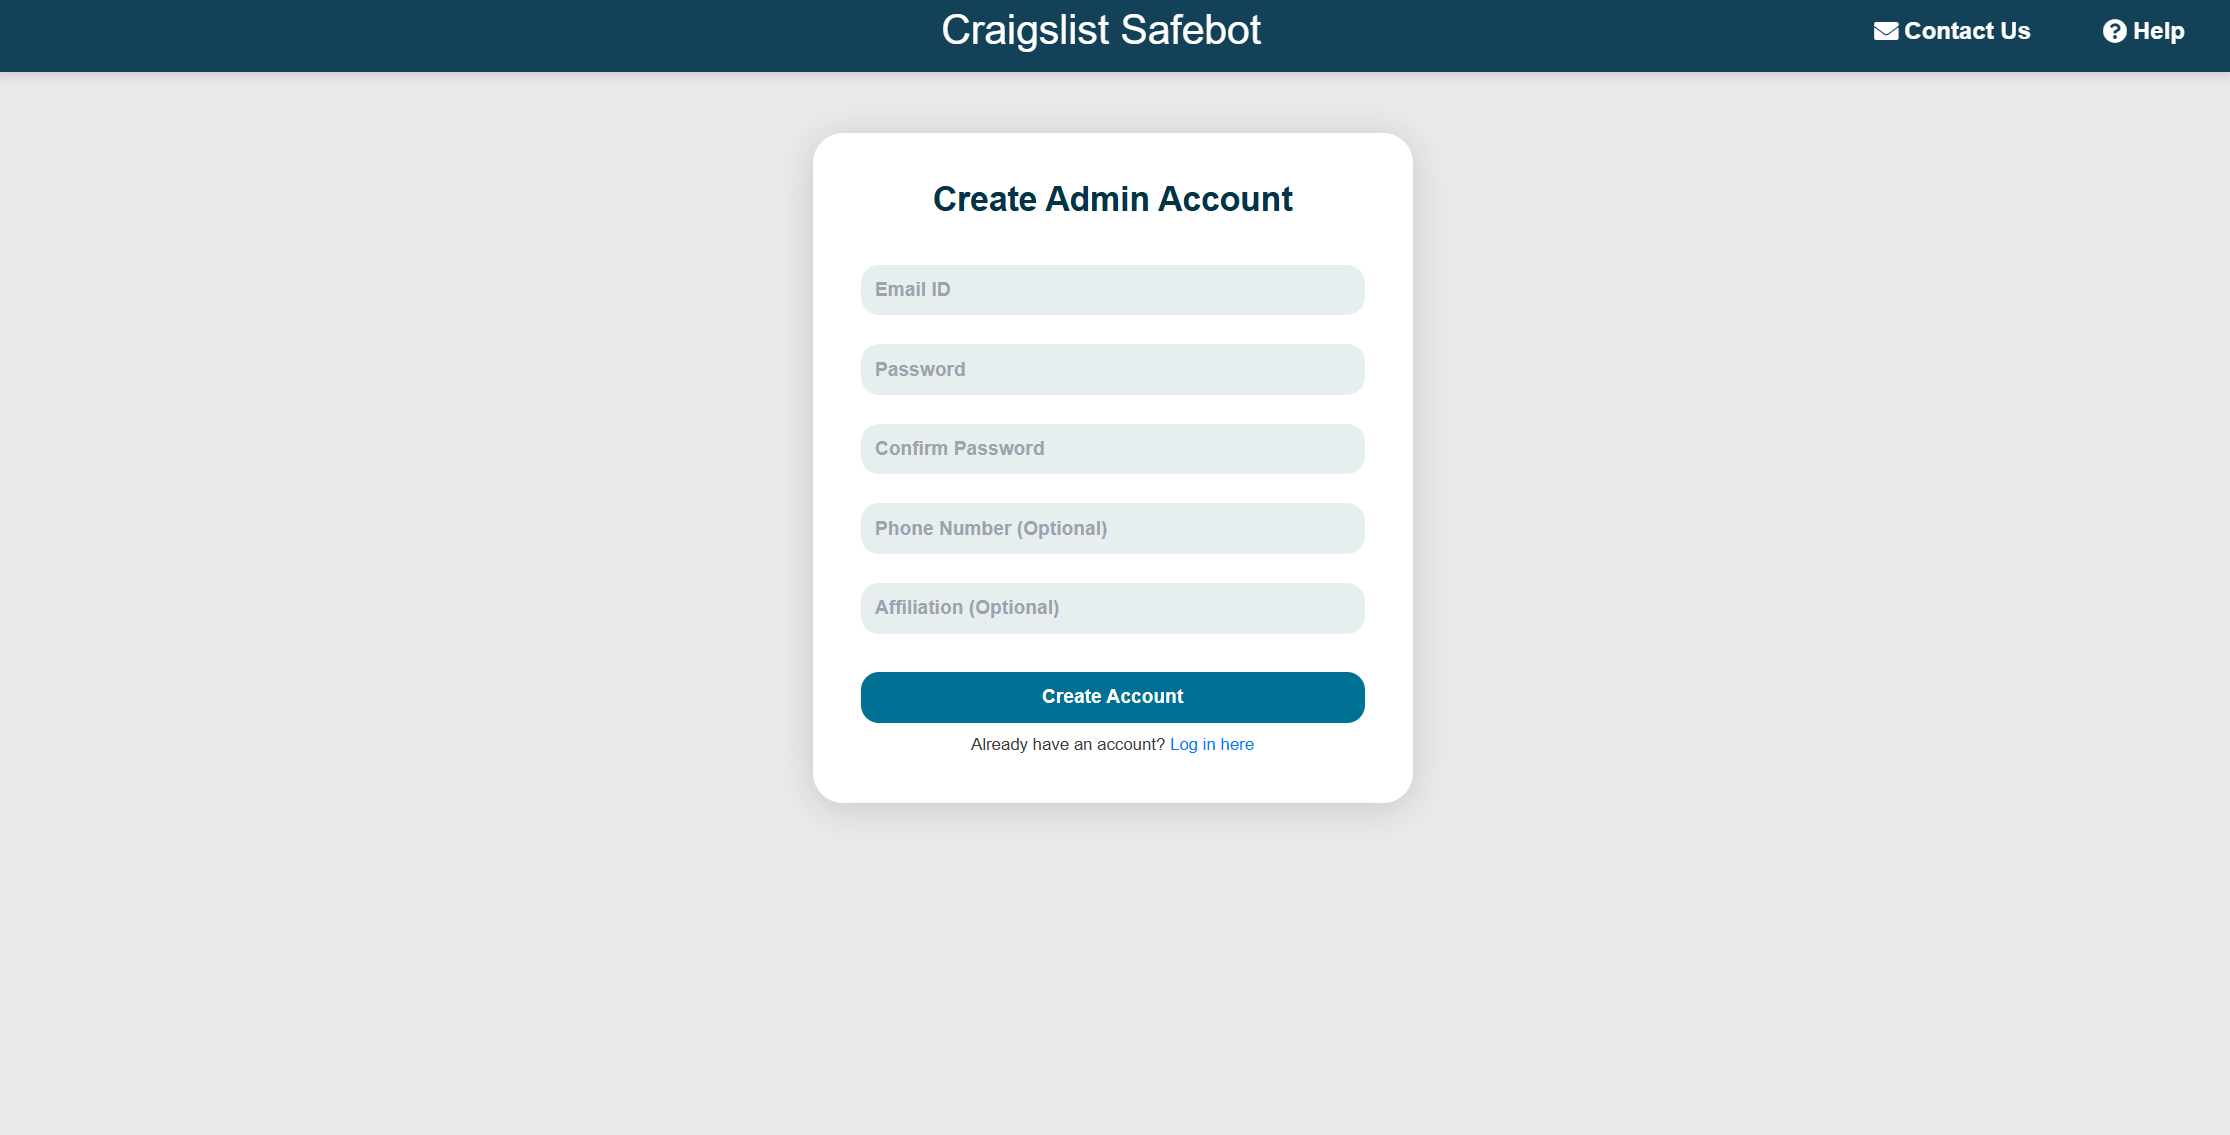 Craigslist Safebot
Contact Us
Help
Create Admin Account
Email ID
Password
Confirm Password
Phone Number (Optional)
Affiliation (Optional)
Create Account
Already have an account? Log in here